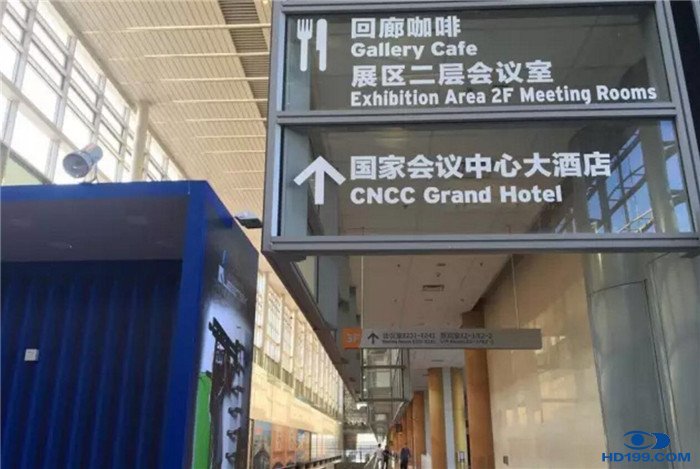 回廊咖啡
Gallery Cafe
展区二层会议室
Exhibition Area 2F Meeting Rooms
国家会议中心大酒店
CNCC Grand Hotel
HD199.COM